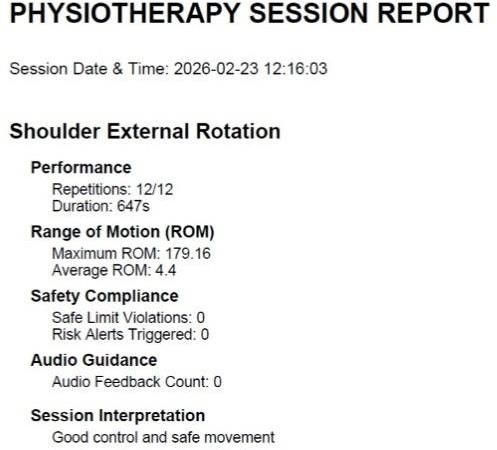 PHYSIOTHERAPY SESSION REPORT
Session Date & Time: 2026-02-23 12:16:03
Shoulder External Rotation
Performance
Repetitions: 12/12
Duration: 647s
Range of Motion (ROM)
Maximum ROM: 179.16
Average ROM: 4.4
Safety Compliance
Safe Limit Violations: 0
Risk Alerts Triggered: 0
Audio Guidance
Audio Feedback Count: 0
Session Interpretation
Good control and safe movement